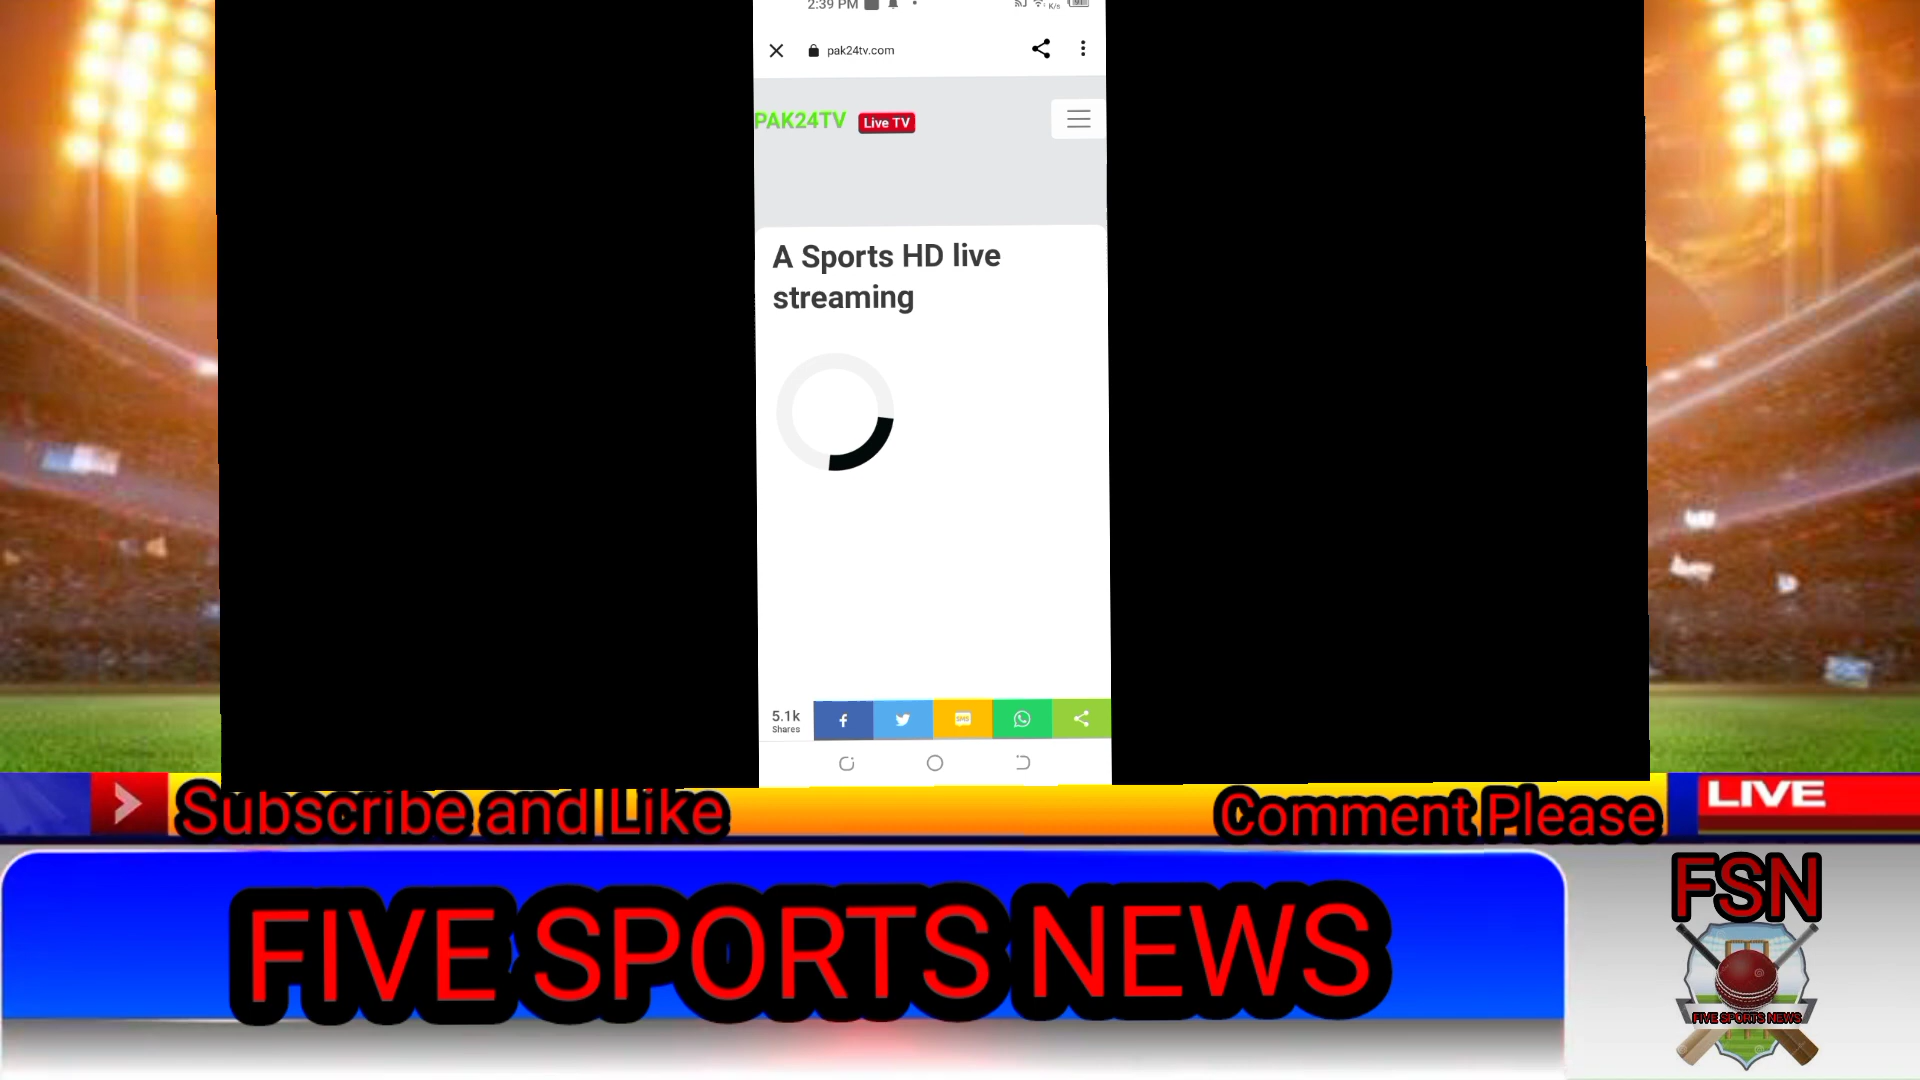 2:39 PM
K/s
pak24tv.com
PAK24TV Live TV
A Sports HD live
streaming
5.1k
Shares
SMS
Subscribe and Like
Comment Please
LIVE
FIVE SPORTS NEWS
FSN
FIVE SPORTS NEWS